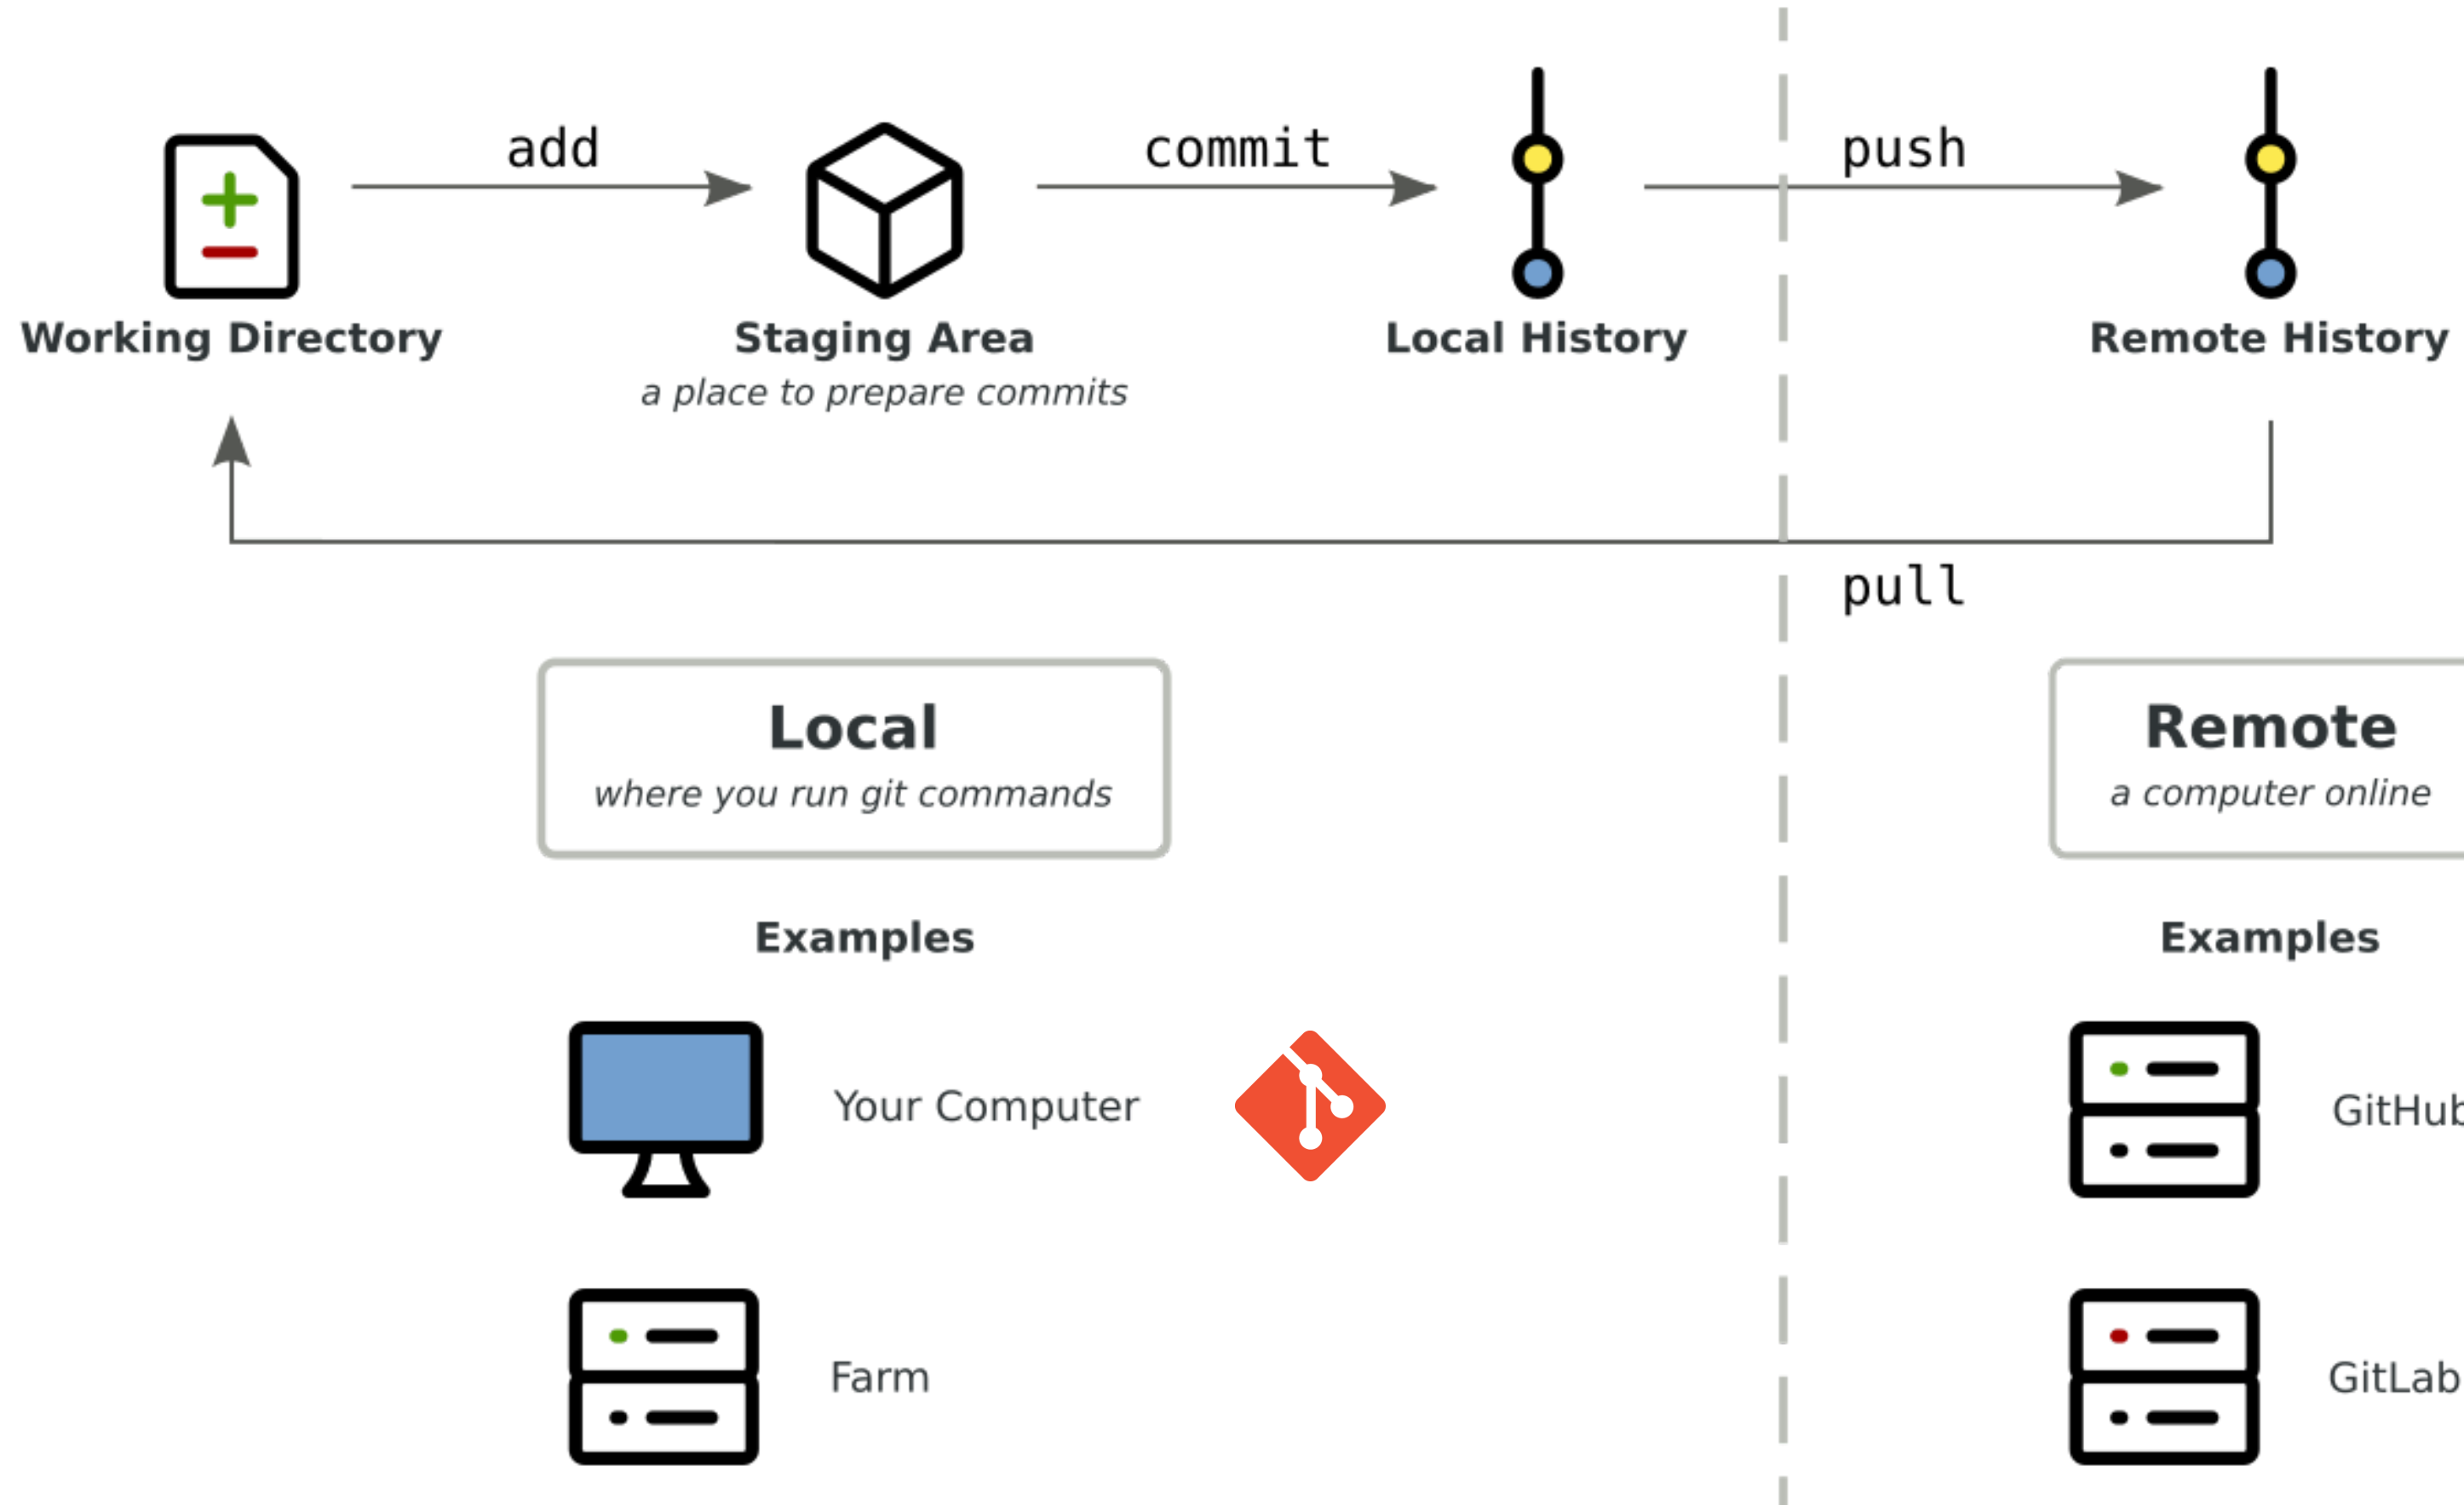 add
commit
push
Working Directory
Staging Area
a place to prepare commits
Local History
Remote History
pull
Local
where you run git commands
Remote
a computer online
Examples
Examples
Your Computer
GitHub
Farm
GitLab